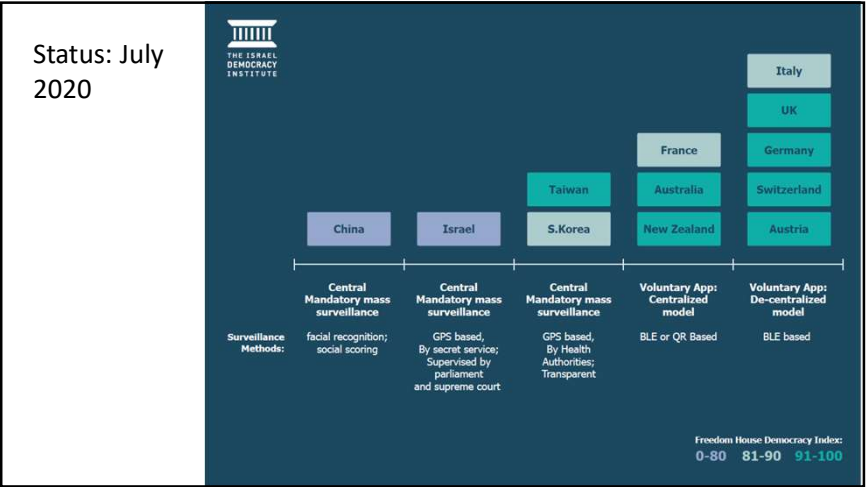 Status: July
2020
THE ISRAEL
DEMOCRACY
INSTITUTE
Italy
UK
France
Germany
Taiwan
Australia
Switzerland
China
Israel
S.Korea
New Zealand
Austria
Central
Mandatory mass
surveillance
Central
Mandatory mass
surveillance
Central
Mandatory mass
surveillance
Voluntary App:
Centralized
model
Voluntary App:
De-centralized
model
Surveillance
Methods:
facial recognition;
social scoring
GPS based,
By secret service;
Supervised by
parliament
and supreme court
GPS based,
By Health
Authorities;
Transparent
BLE or QR Based
BLE based
Freedom House Democracy Index:
0-80 81-90 91-100